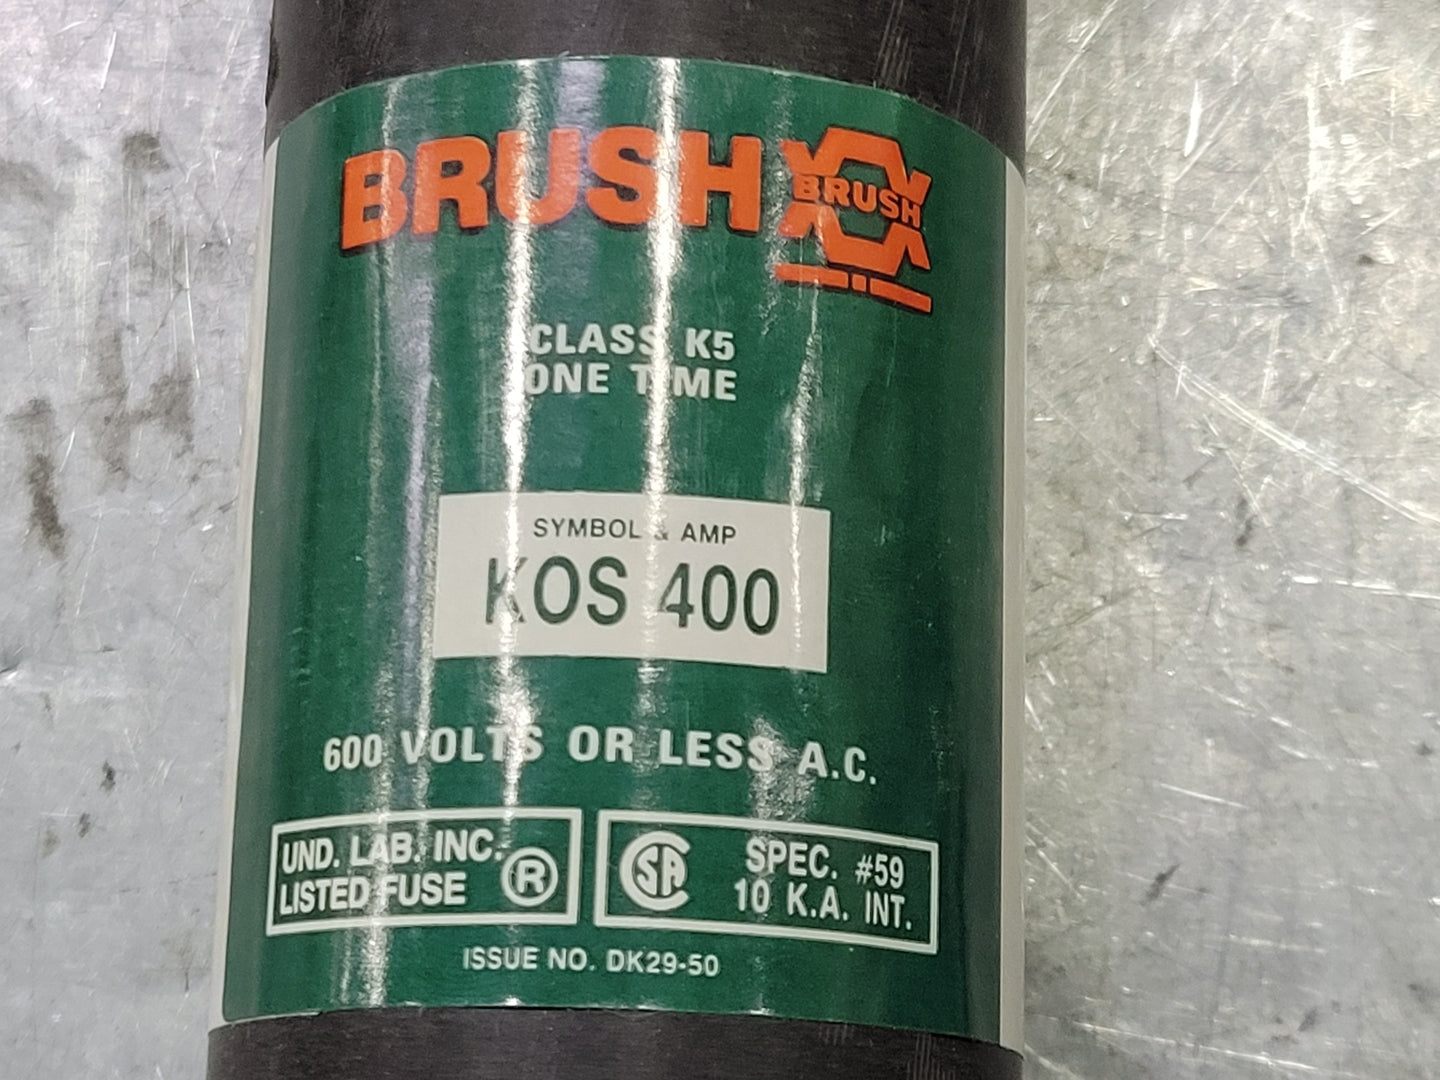 BRUSH
BRUSH
CLASS K5
ONE TIME
SYMBOL & AMP
KOS 400
600 VOLTS OR LESS A.C.
UND. LAB. INC.
LISTED FUSE ®
SA SPEC. #59
10 K.A. INT.
ISSUE NO. DK29-50